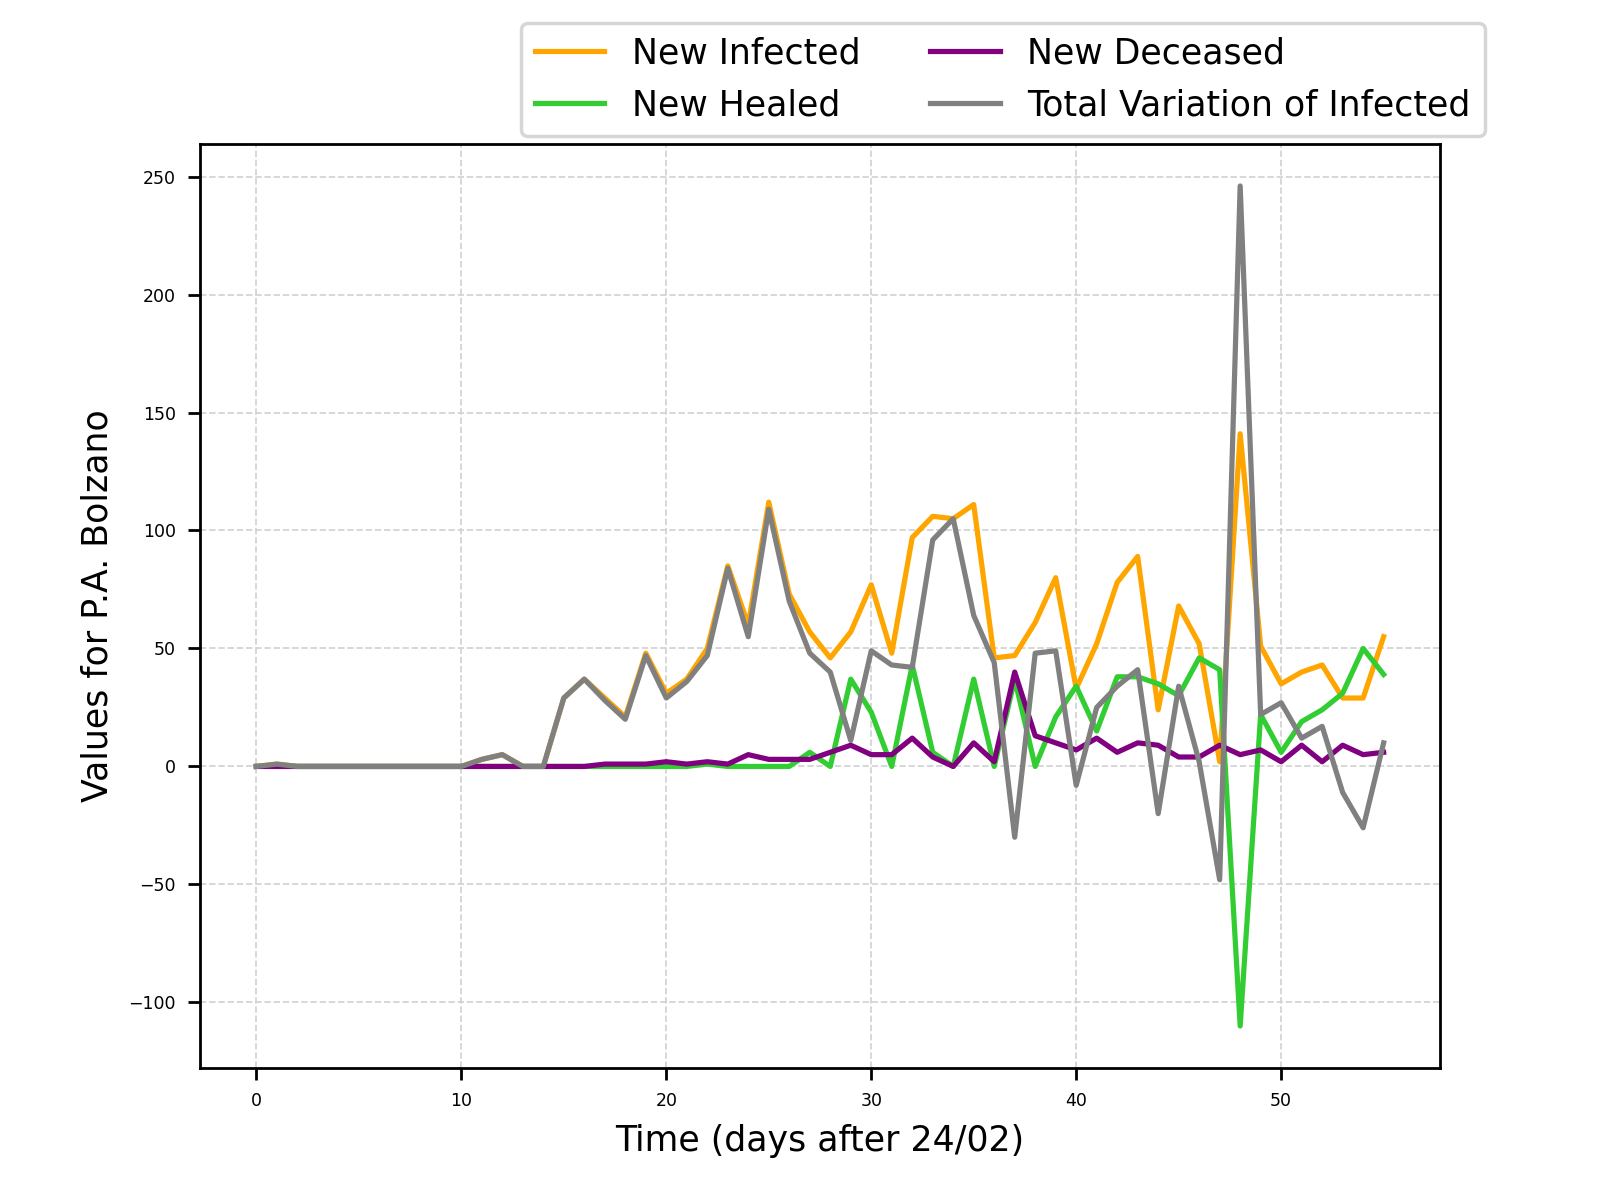 New Infected
New Healed
New Deceased
Total Variation of Infected
250
200
150
100
50
0
−50
−100
Values for P.A. Bolzano
0 10 20 30 40 50
Time (days after 24/02)